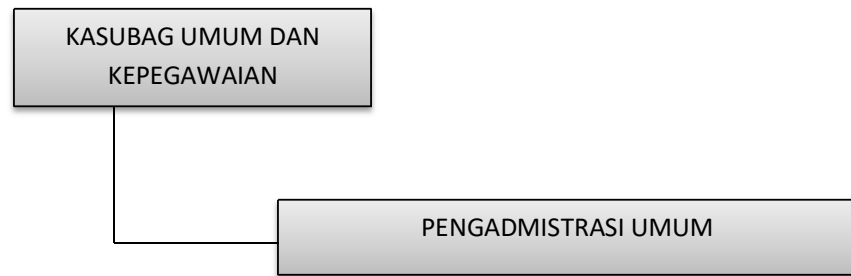 KASUBAG UMUM DAN
KEPEGAWAIAN
PENGADMISTRASI UMUM